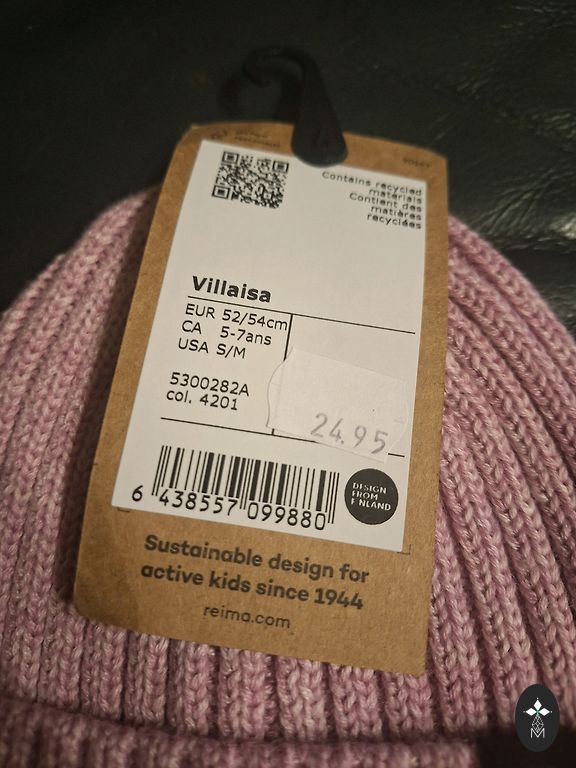 Contains recycled
materials
Contient des
matières
recyclées
Villaisa
EUR 52/54cm
CA 5-7ans
USA S/M
5300282A
col. 4201
24.95
6 438557 099880
DESIGN
FROM
FINLAND
Sustainable design for
active kids since 1944
reima.com